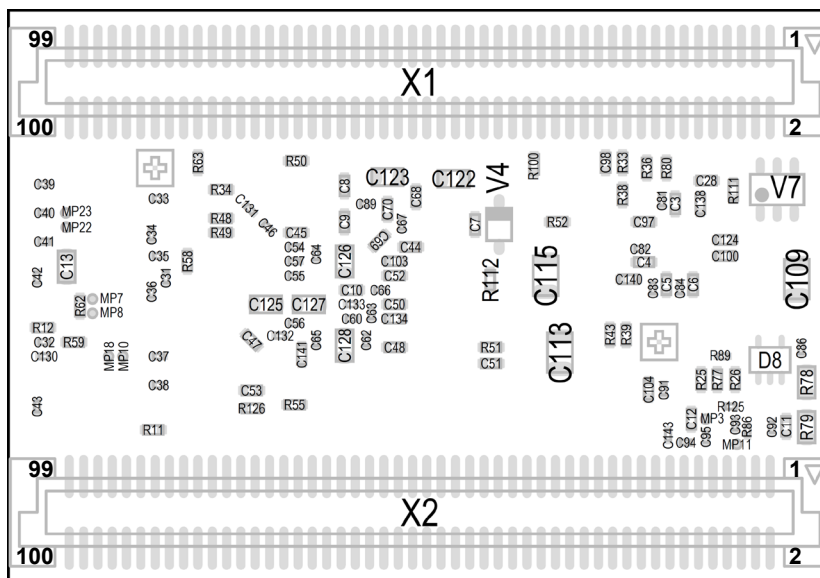 99 1
X1
100 2
R63 R50 R100 C98 R33 R36 R80
C39 R34 C8 C123 C122 V4 C28 R111 V7
C33 C131 C89 C70 C68 R38 C81 C3 C138
C40 MP23 R48 C46 C9 C67 C7 R52 C97
MP22 R49 C45
C41 C34 C54 C64 C69 C44 C82 C124
C13 C35 R58 C57 C126 C103 C4 C100
C42 C31 C55 C52 R112 C115 C140 C5 C6 C109
C36 C10 C66 C83 C84
R62 MP7 C125 C127 C133 C63 C50
MP8 C60 C134
R12 C56 C113 R43 R39
C32 R59 C47 C132 C65 C128 C62 C48 R51 R89 C86
C130 MP18 MP10 C37 C141 C51 D8
C38 C53 C104 C91 R25 R77 R26 R78
C43 R126 R55 R125
R11 C12 MP3 C93 R86 C92 C11 R79
C143 C94 C95 MP11
99 1
X2
100 2